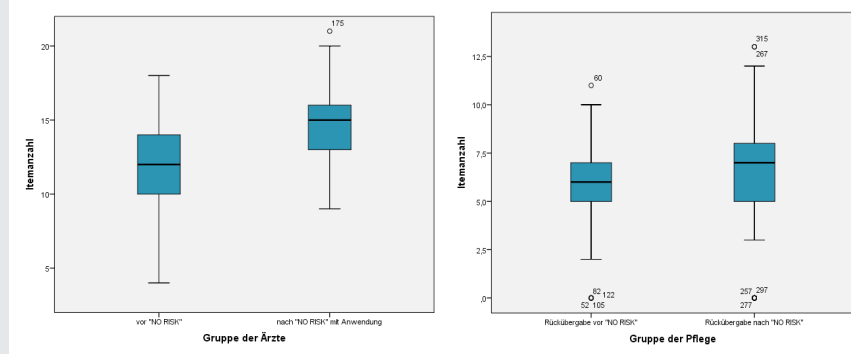 175
20
15
10
5
Itemanzahl
vor "NO RISK"
nach "NO RISK" mit Anwendung
Gruppe der Ärzte
315
267
60
12,5
10,0
7,5
5,0
2,5
,0
Itemanzahl
82
122
52 105
257 297
277
Rückübergabe vor "NO RISK"
Rückübergabe nach "NO RISK"
Gruppe der Pflege